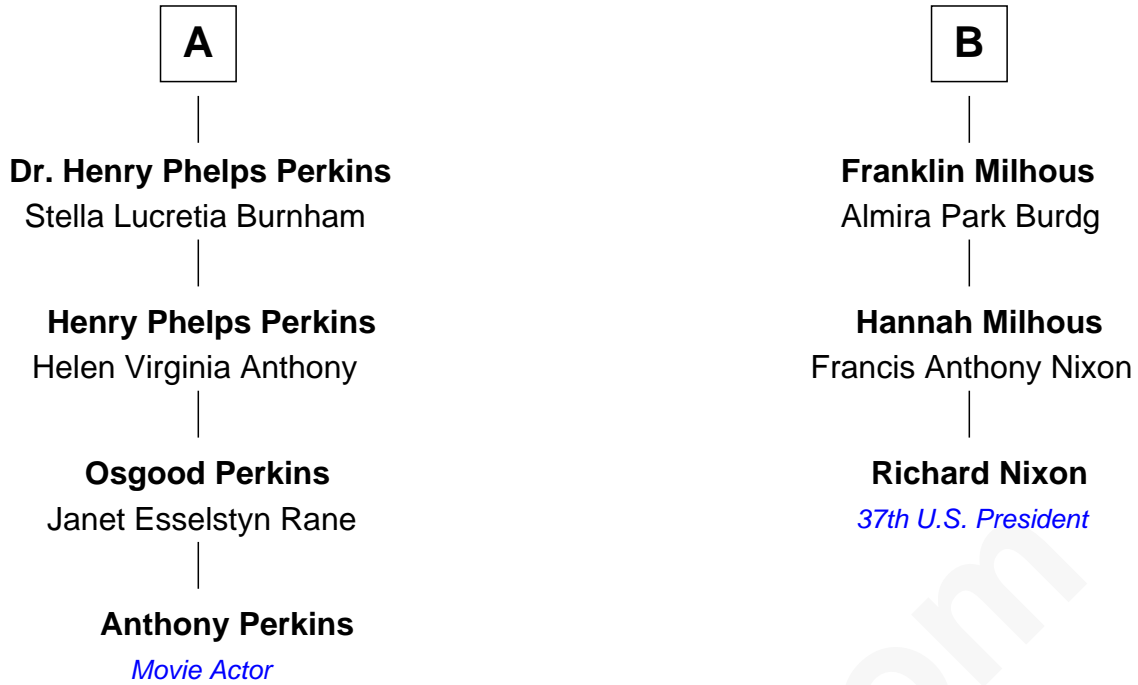 A
Dr. Henry Phelps Perkins
Stella Lucretia Burnham
Henry Phelps Perkins
Helen Virginia Anthony
Osgood Perkins
Janet Esselstyn Rane
Anthony Perkins
Movie Actor
B
Franklin Milhous
Almira Park Burdg
Hannah Milhous
Francis Anthony Nixon
Richard Nixon
37th U.S. President
om